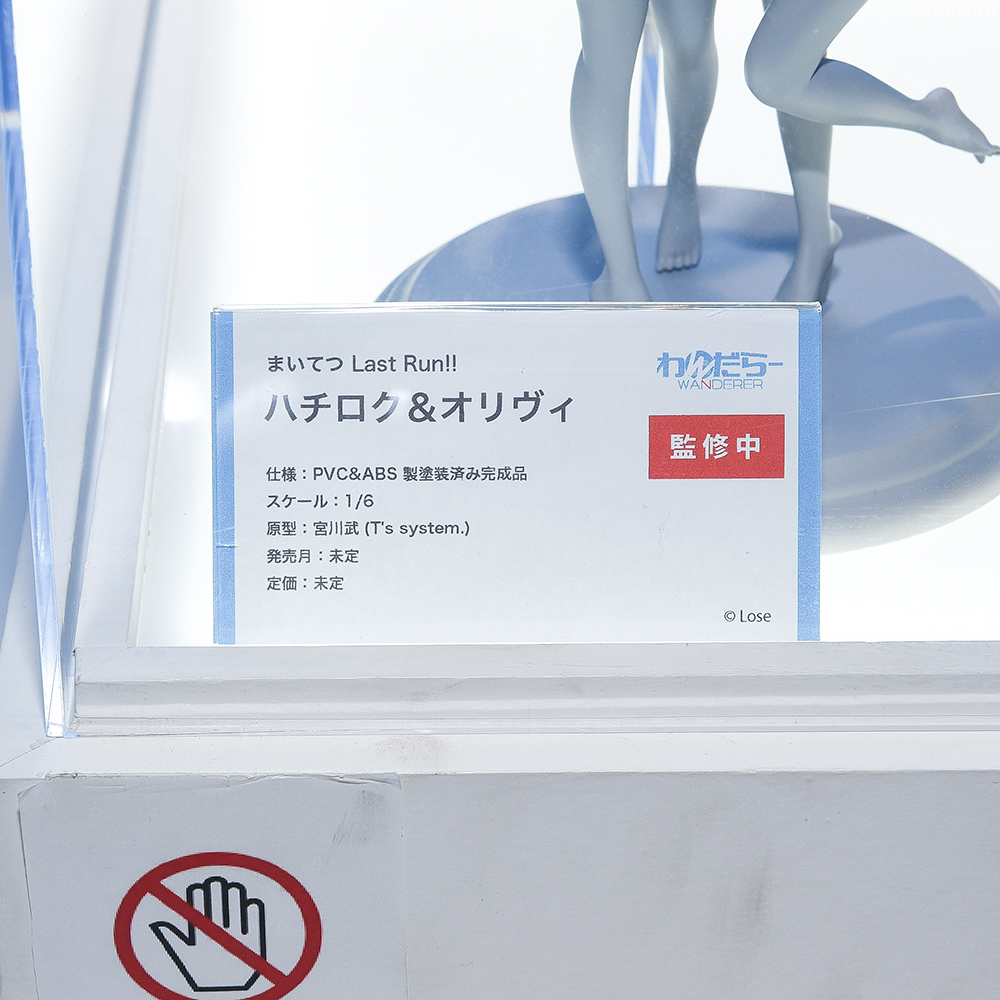 まいてつ Last Run!!
ハチロク＆オリヴィ
わんだらー
WANDERER
監修中
仕様：PVC&ABS 製塗装済み完成品
スケール：1/6
原型：宮川武 (T's system.)
発売月：未定
定価：未定
© Lose